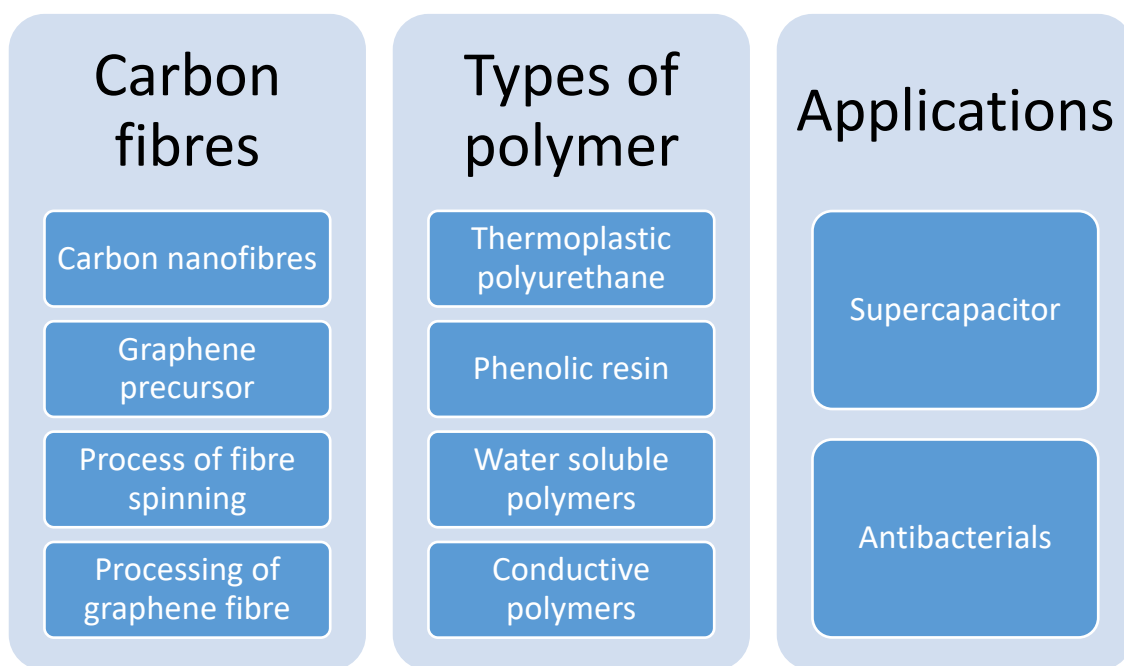 Carbon
fibres
Carbon nanofibres
Graphene
precursor
Process of fibre
spinning
Processing of
graphene fibre
Types of
polymer
Thermoplastic
polyurethane
Phenolic resin
Water soluble
polymers
Conductive
polymers
Applications
Supercapacitor
Antibacterials